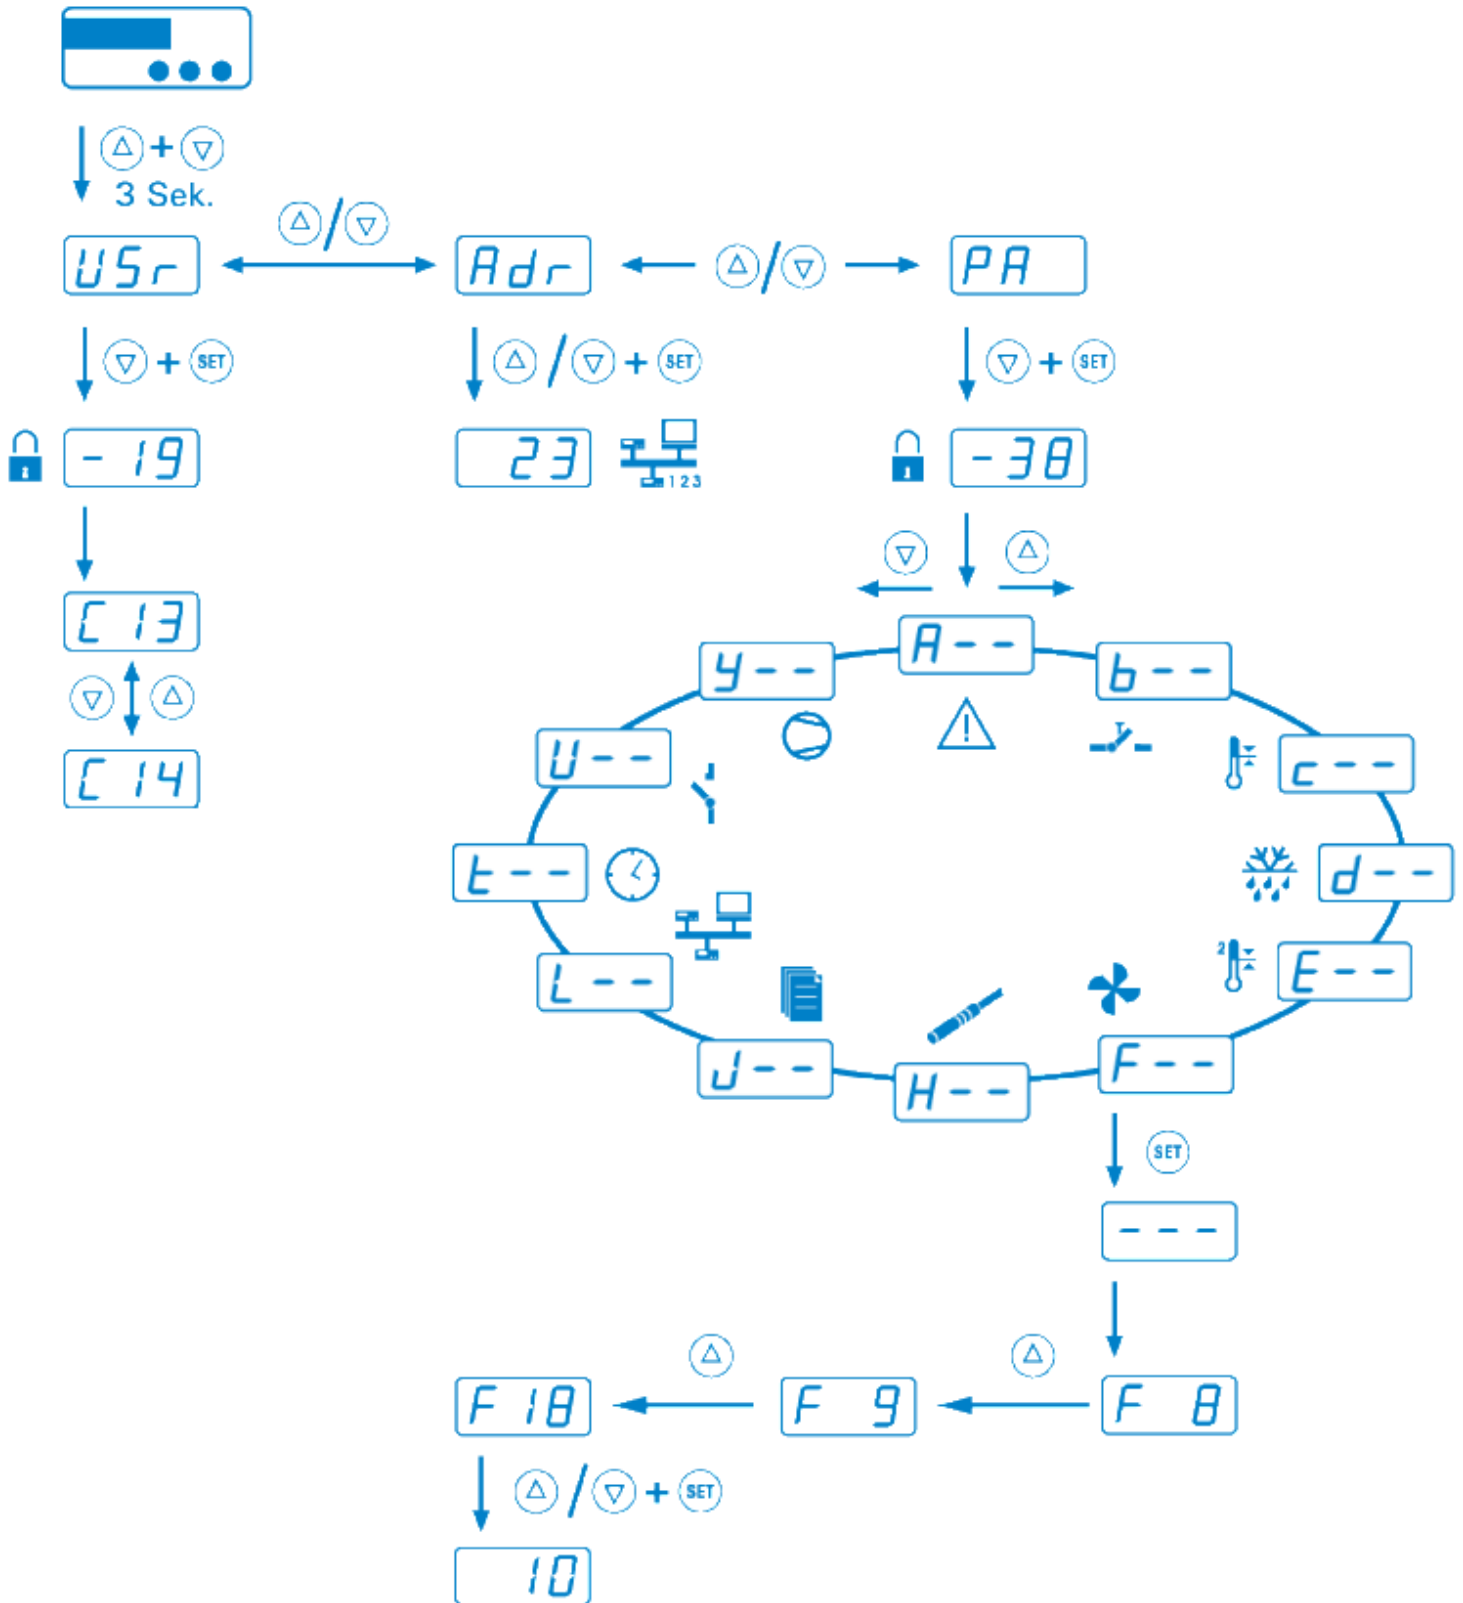 +
3 Sek.
/
USr
Adr
/
PA
+ SET
/ + SET
+ SET
-19
23
123
-38
C13
C14
A--
y--
b--
U--
c--
t--
d--
2
L--
E--
J--
H--
F--
SET
---
F18
F 9
F 8
/ + SET
10